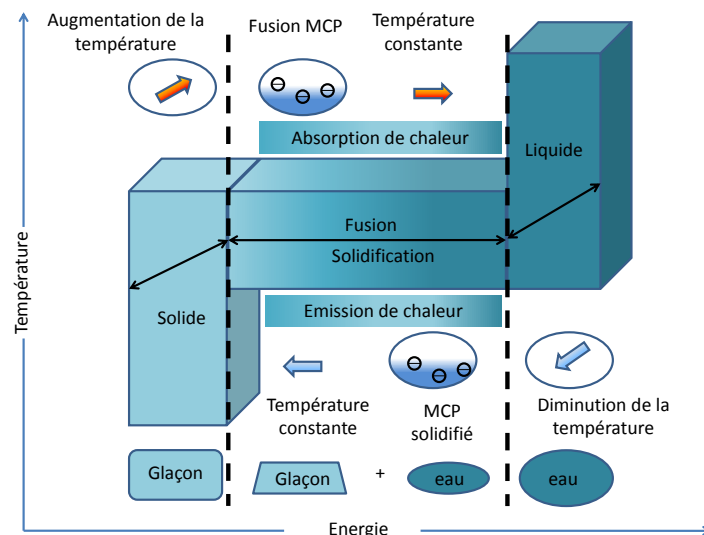 Augmentation de la
température
Fusion MCP
Température
constante
Absorption de chaleur
Liquide
Fusion
Solidification
Solide
Emission de chaleur
Température
constante
MCP
solidifié
Diminution de la
température
Glaçon
Glaçon
+
eau
eau
Température
Energie